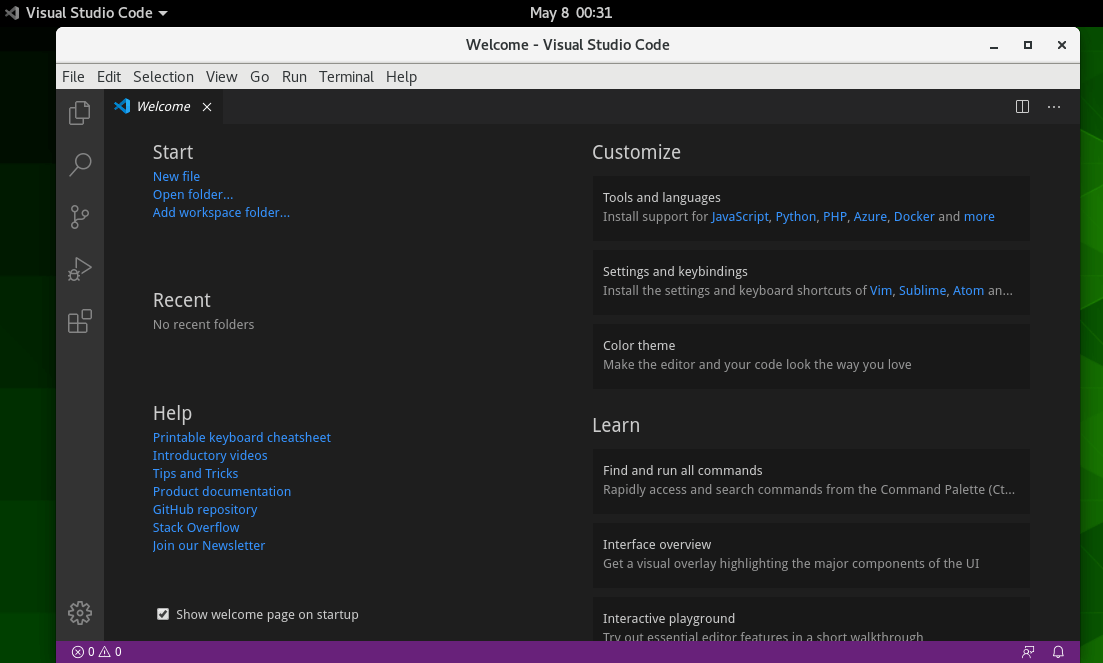 Visual Studio Code
May 8 00:31
Welcome - Visual Studio Code
File Edit Selection View Go Run Terminal Help
Welcome
Start
New file
Open folder...
Add workspace folder...
Recent
No recent folders
Help
Printable keyboard cheatsheet
Introductory videos
Tips and Tricks
Product documentation
GitHub repository
Stack Overflow
Join our Newsletter
Show welcome page on startup
Customize
Tools and languages
Install support for JavaScript, Python, PHP, Azure, Docker and more
Settings and keybindings
Install the settings and keyboard shortcuts of Vim, Sublime, Atom an...
Color theme
Make the editor and your code look the way you love
Learn
Find and run all commands
Rapidly access and search commands from the Command Palette (Ct...
Interface overview
Get a visual overlay highlighting the major components of the UI
Interactive playground
Try out essential editor features in a short walkthrough
0 0